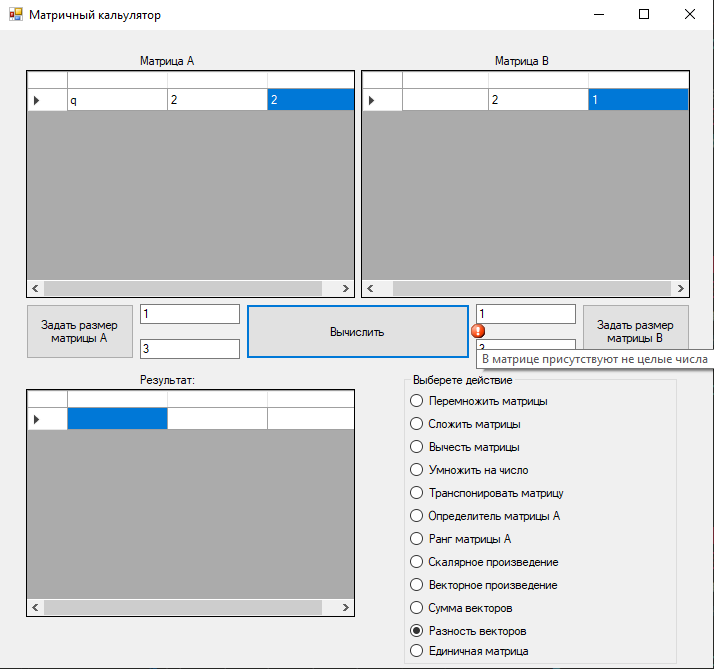 Матричный кальулятор
Матрица A
Матрица B
q 2 2
2 1
Задать размер
матрицы A
1
3
Вычислить
1
Задать размер
матрицы B
В матрице присутствуют не целые числа
Результат:
Выберете действие
Перемножить матрицы
Сложить матрицы
Вычесть матрицы
Умножить на число
Транспонировать матрицу
Определитель матрицы A
Ранг матрицы A
Скалярное произведение
Векторное произведение
Сумма векторов
Разность векторов
Единичная матрица